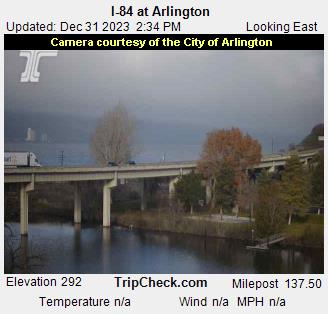 I-84 at Arlington
Updated: Dec 31 2023 2:34 PM Looking East
Camera courtesy of the City of Arlington
Elevation 292 TripCheck.com Milepost 137.50
Temperature n/a Wind n/a MPH n/a